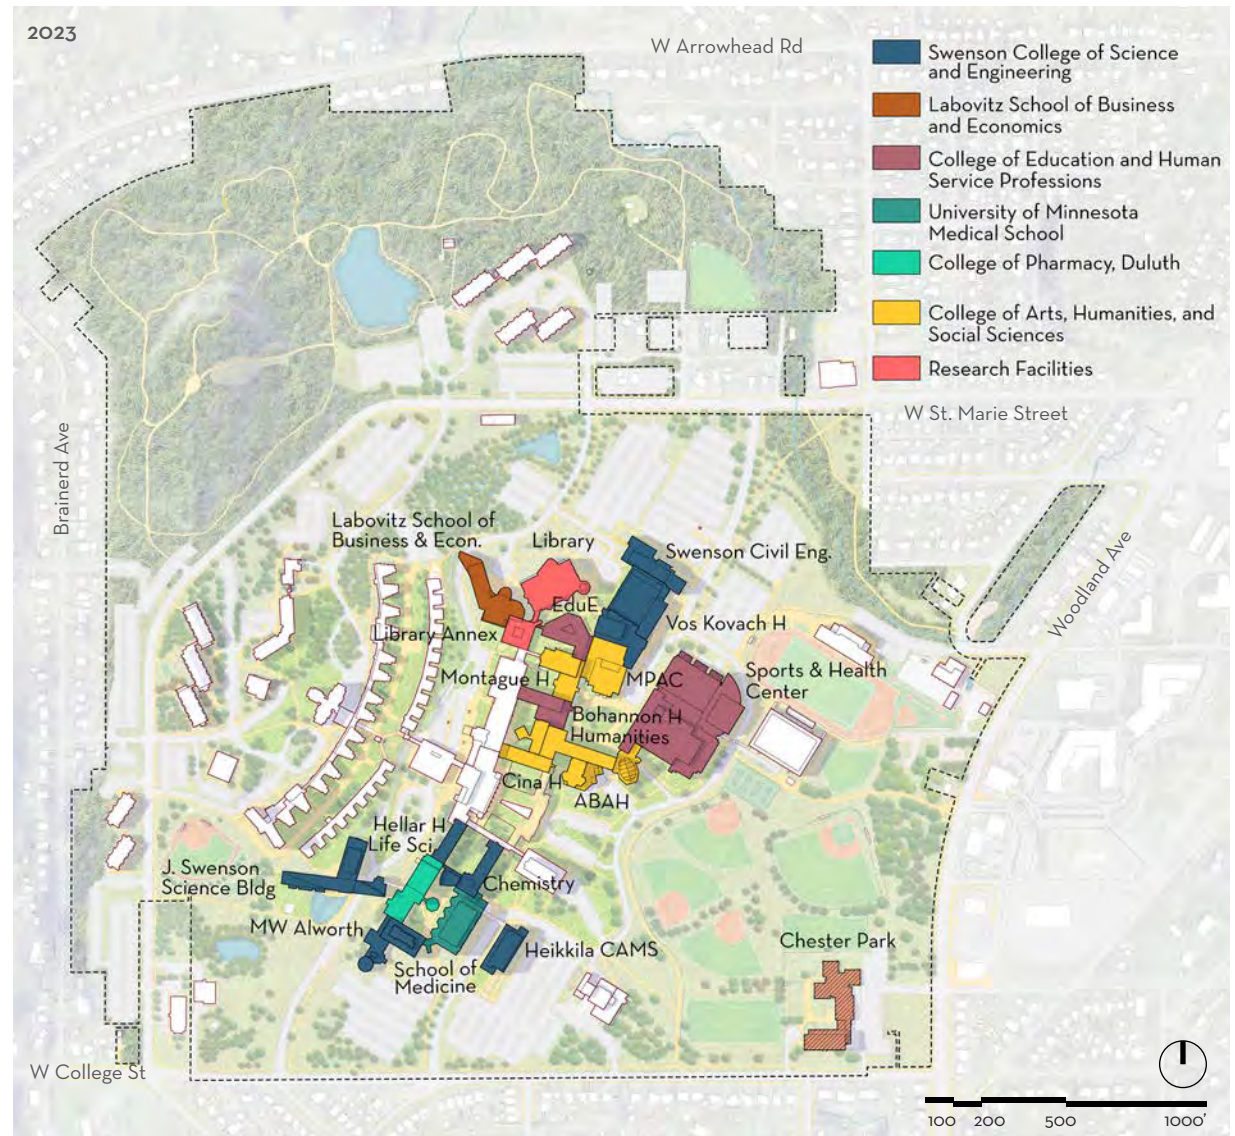 2023
W Arrowhead Rd
Swenson College of Science
and Engineering
Labovitz School of Business
and Economics
College of Education and Human
Service Professions
University of Minnesota
Medical School
College of Pharmacy, Duluth
College of Arts, Humanities, and
Social Sciences
Research Facilities
W St. Marie Street
Brainerd Ave
Woodland Ave
Labovitz School of
Business & Econ.
Library
Swenson Civil Eng.
EduE
Vos Kovach H
Library Annex
Montague H.
MPAC
Sports & Health
Center
Bohannon H
Humanities
Cina H
ABAH
Hellar H
Life Sci.
J. Swenson
Science Bldg
Chemistry
MW Alworth
Heikkila CAMS
School of
Medicine
Chester Park
W College St
100 200 500 1000'